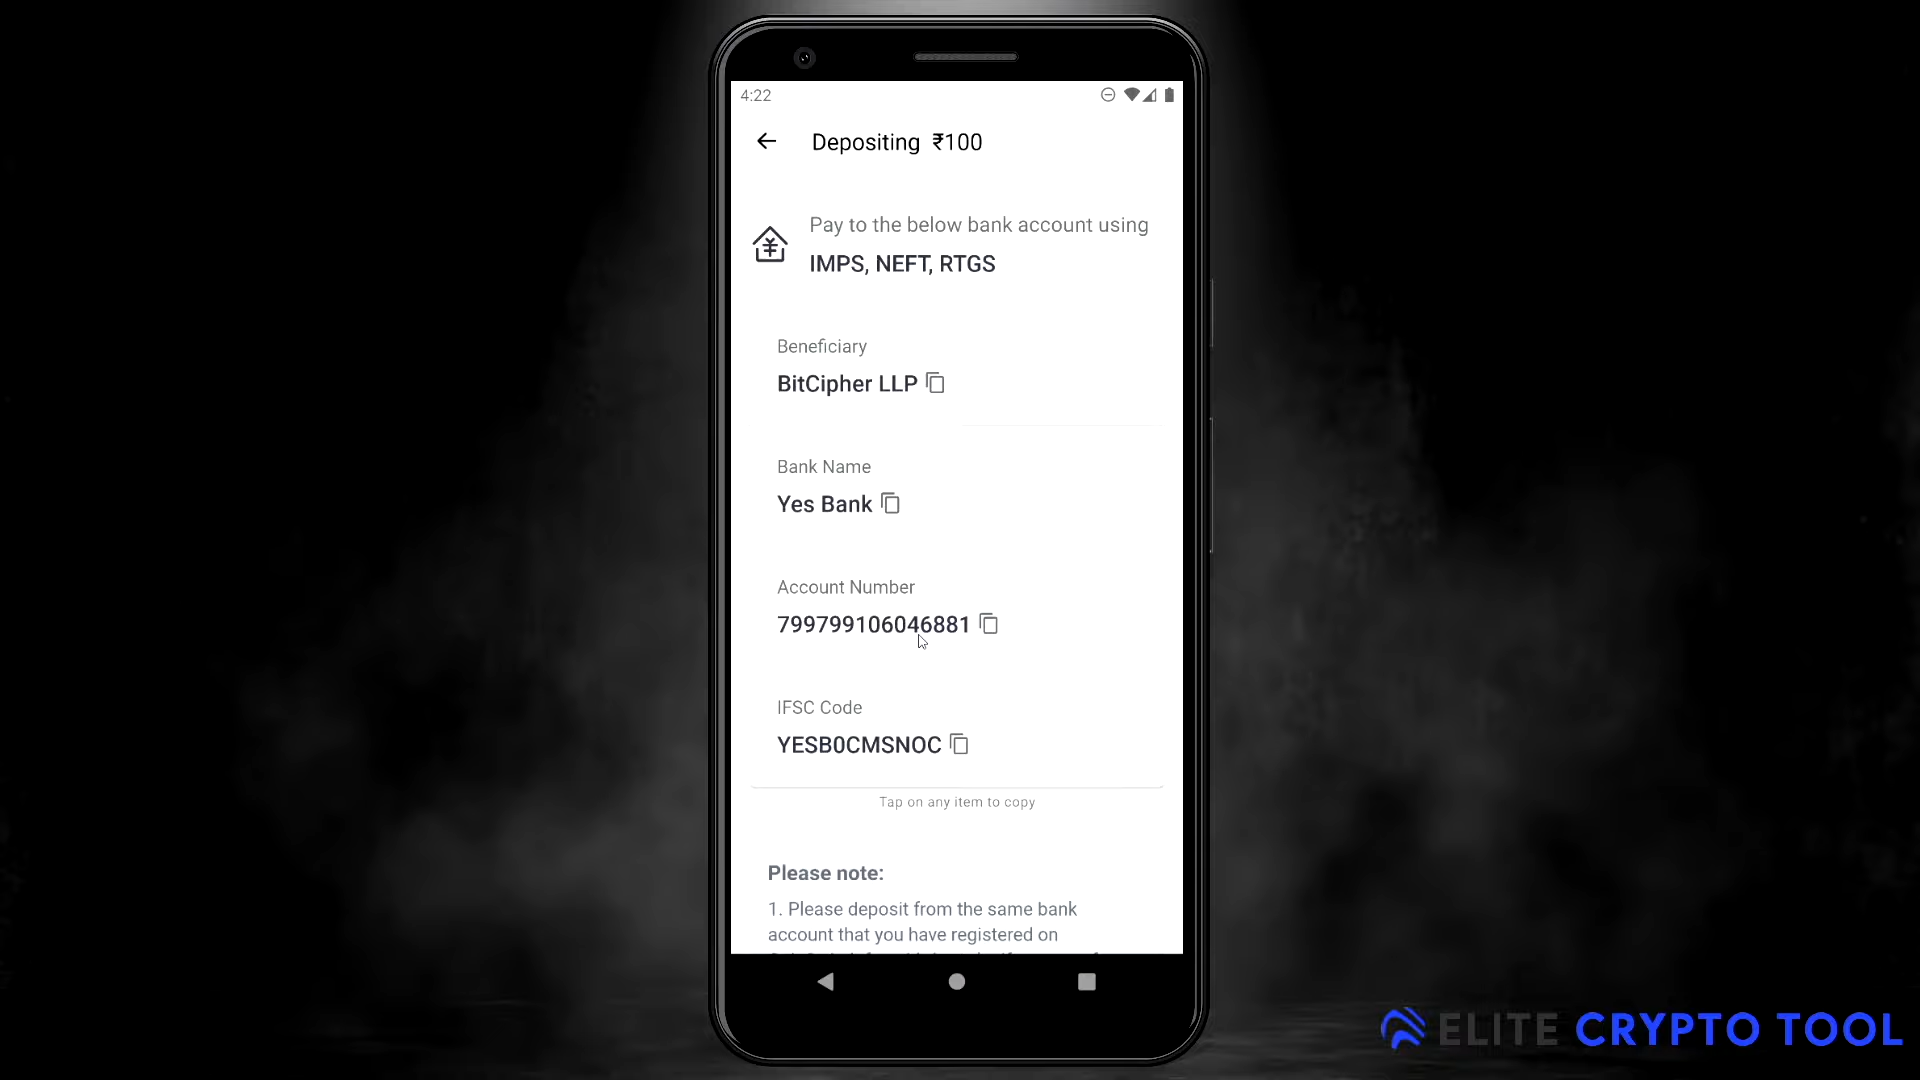 4:22
Depositing ₹100
Pay to the below bank account using
IMPS, NEFT, RTGS
Beneficiary
BitCipher LLP
Bank Name
Yes Bank
Account Number
799799106046881
IFSC Code
YESB0CMSNOC
Tap on any item to copy
Please note:
1. Please deposit from the same bank
account that you have registered on
ELITE CRYPTO TOOL